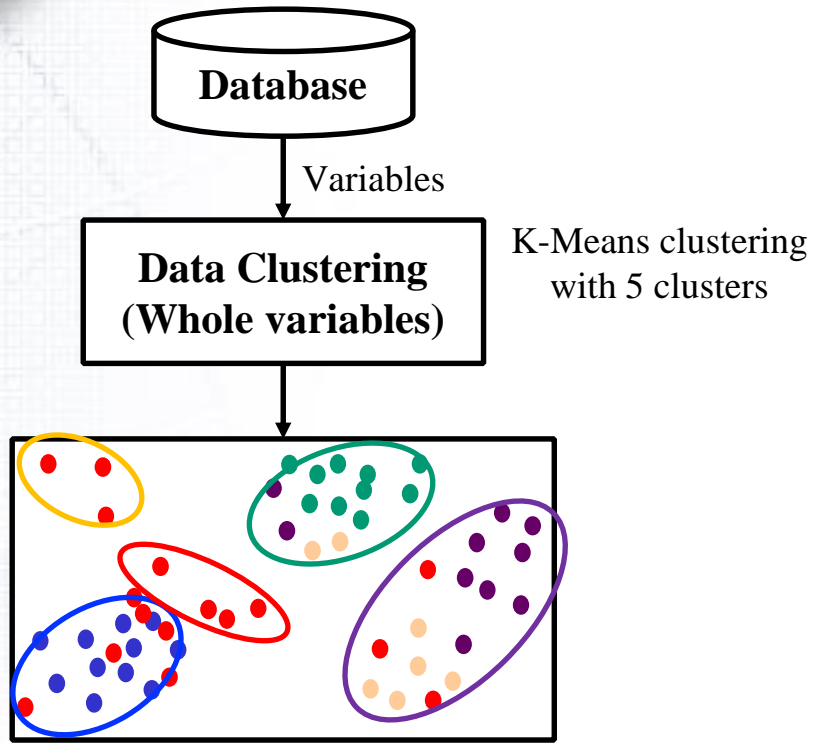 Database
Variables
Data Clustering
(Whole variables)
K-Means clustering
with 5 clusters